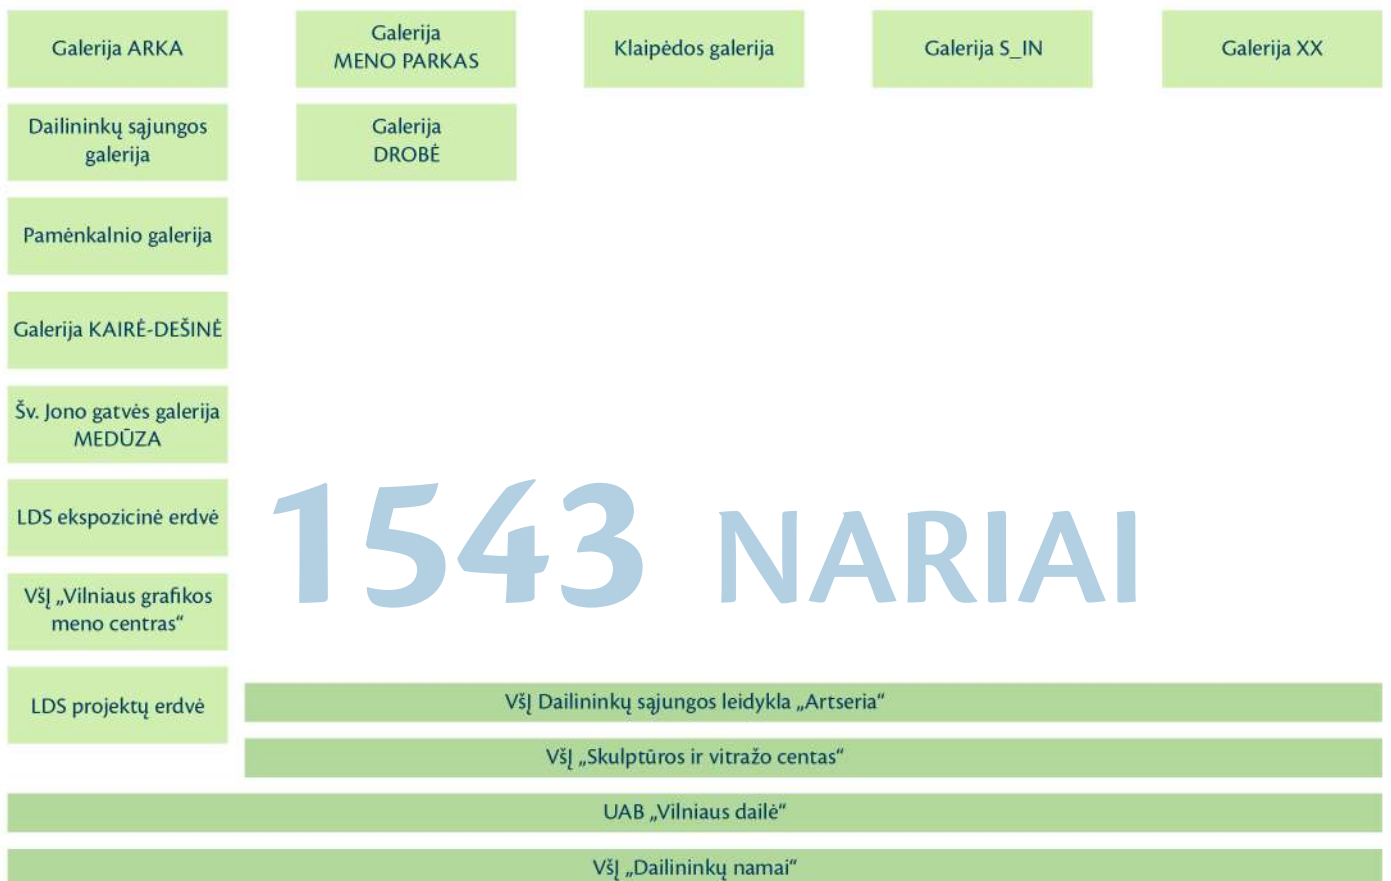 Galerija ARKA
Galerija
MENO PARKAS
Klaipėdos galerija
Galerija S_IN
Galerija XX
Dailininkų sąjungos
galerija
Galerija
DROBĖ
Pamėnkalnio galerija
Galerija KAIRĖ-DEŠINĖ
Šv. Jono gatvės galerija
MEDŪZA
LDS ekspozicinė erdvė
1543 NARIAI
VšĮ „Vilniaus grafikos
meno centras“
LDS projektų erdvė
VšĮ Dailininkų sąjungos leidykla „Artseria“
VšĮ „Skulptūros ir vitražo centas“
UAB „Vilniaus dailė“
VšĮ „Dailininkų namai“